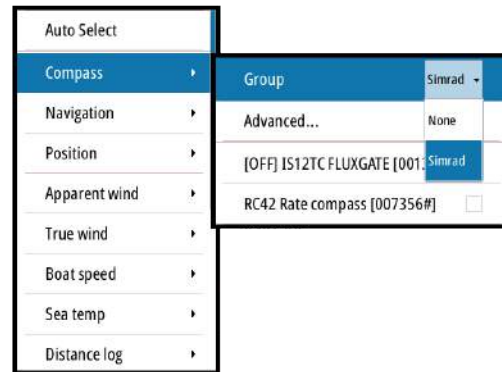 Auto Select
Compass
Navigation
Position
Apparent wind
True wind
Boat speed
Sea temp
Distance log
Group Simrad
Advanced... None
[OFF] IS12TC FLUXGATE Simrad
RC42 Rate compass [007356#]